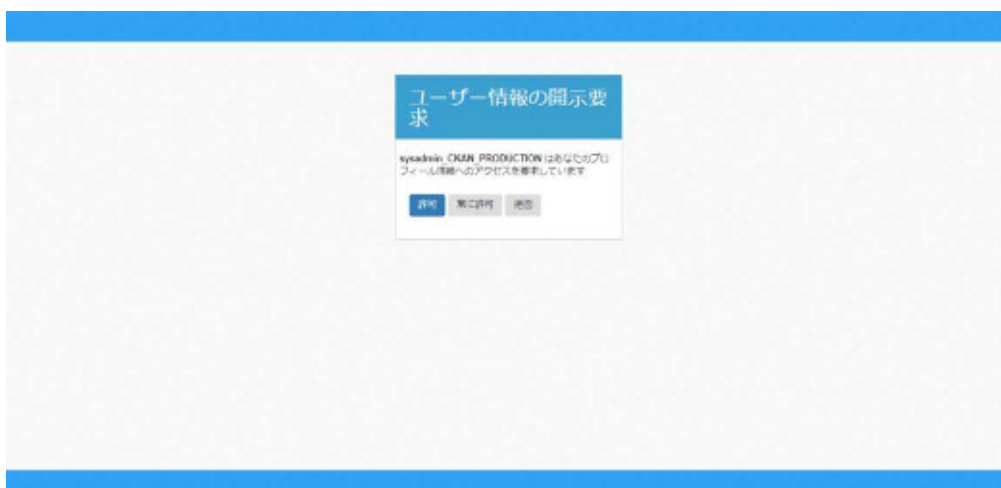 ユーザー情報の開示要
求
sysadmin_CKAN_PRODUCTION はあなたのプロ
フィール情報へのアクセスを要求しています
許可 常に許可 拒否